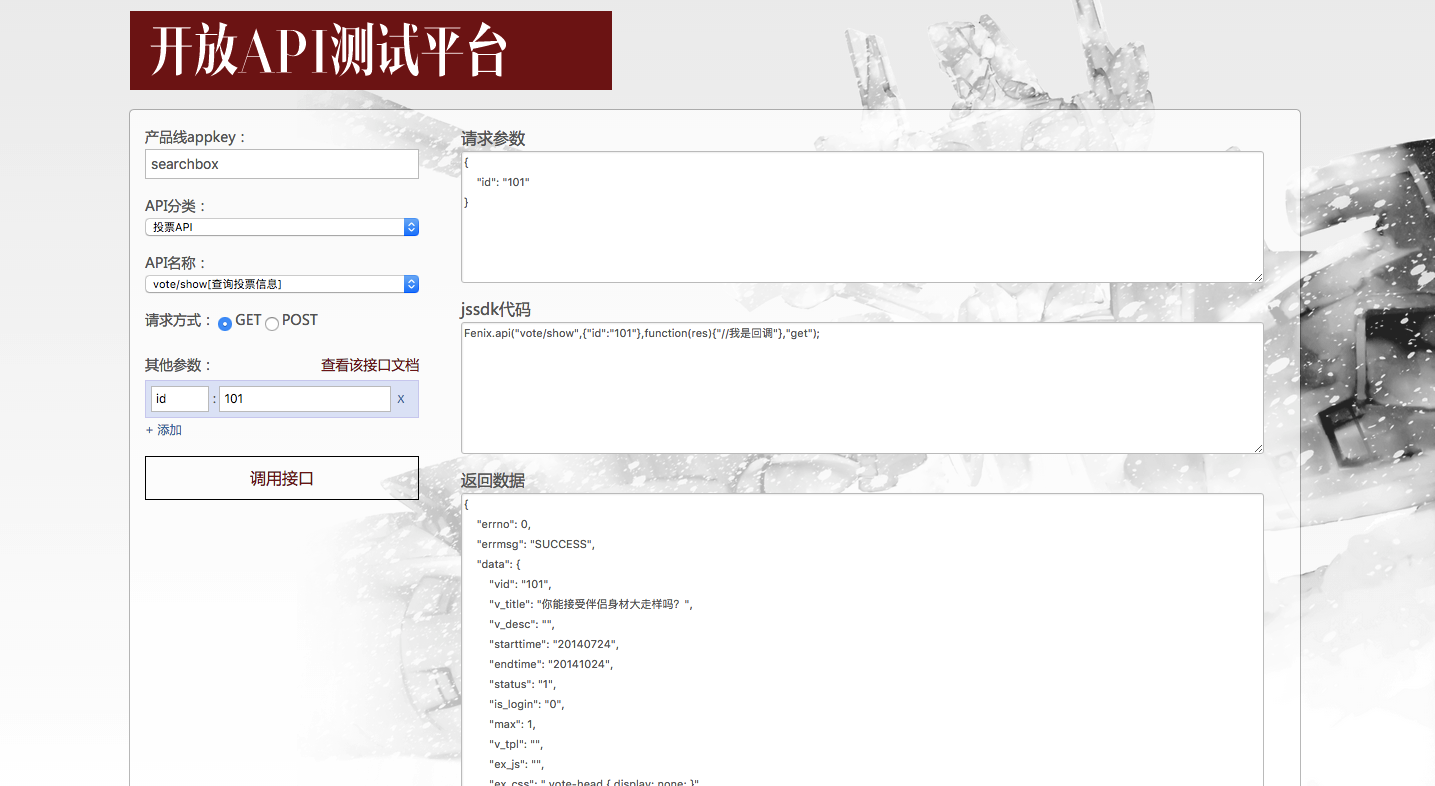 开放API测试平台
产品线appkey：
searchbox
API分类：
投票API
API名称：
vote/show[查询投票信息]
请求方式： GET POST
其他参数： 查看该接口文档
id : 101 X
+ 添加
调用接口
请求参数
{
"id": "101"
}
jssdk代码
Fenix.api("vote/show",{"id":"101"},function(res){"//我是回调"},"get");
返回数据
{
"errno": 0,
"errmsg": "SUCCESS",
"data": {
"vid": "101",
"v_title": "你能接受伴侣身材大走样吗？",
"v_desc": "",
"starttime": "20140724",
"endtime": "20141024",
"status": "1",
"is_login": "0",
"max": 1,
"v_tpl": "",
"ex_js": "",
"ex_css": ".vote-head { display: none; }"